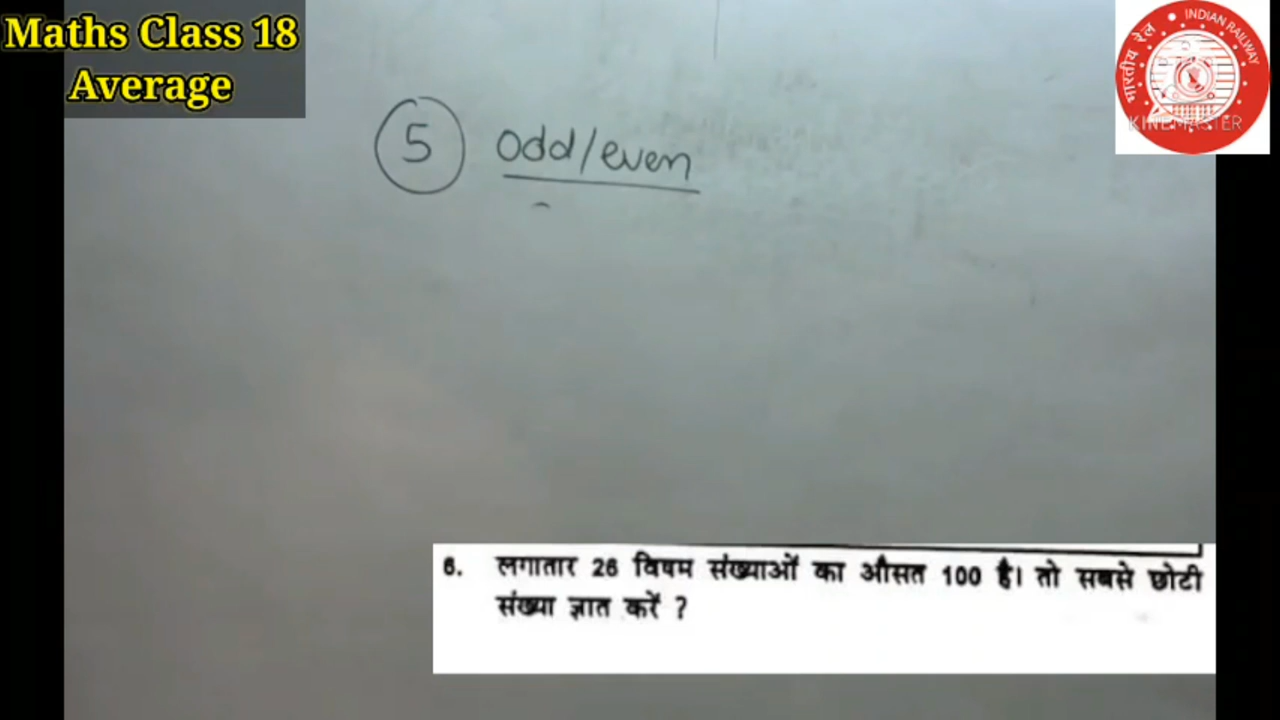 Maths Class 18
Average
भारतीय रेल
INDIAN RAILWAY
KINEMASTER
5 odd/even
6. लगातार 26 विषम संख्याओं का औसत 100 है। तो सबसे छोटी
संख्या ज्ञात करें ?